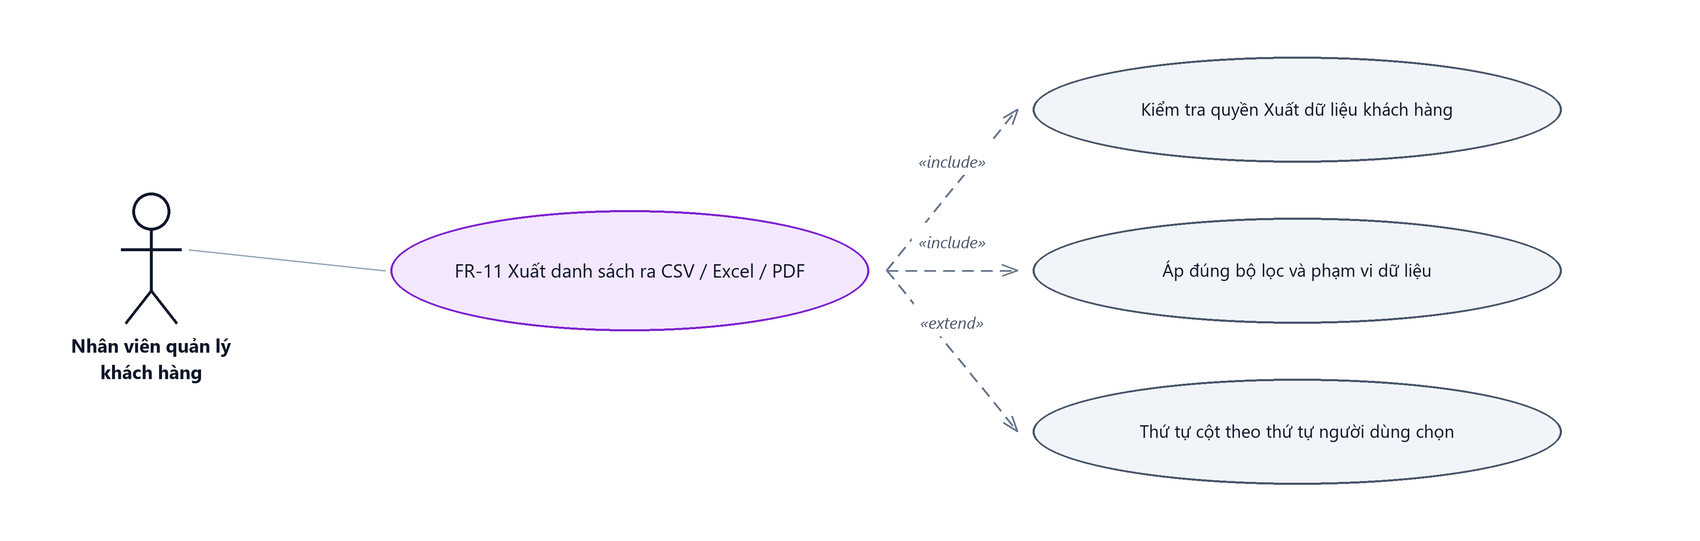 Kiểm tra quyền Xuất dữ liệu khách hàng
«include»
«include»
FR-11 Xuất danh sách ra CSV / Excel / PDF
Áp đúng bộ lọc và phạm vi dữ liệu
«extend»
Nhân viên quản lý
khách hàng
Thứ tự cột theo thứ tự người dùng chọn